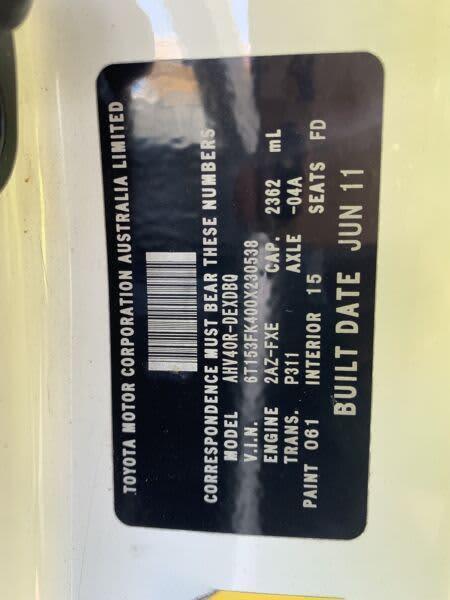 TOYOTA MOTOR CORPORATION AUSTRALIA LIMITED
CORRESPONDENCE MUST BEAR THESE NUMBERS
MODEL AHV40R-DEXDBQ
V.I.N. 6T153FK400X230538
ENGINE 2AZ-FXE CAP. 2362 mL
TRANS. P311 AXLE -04A
PAINT 061 INTERIOR 15 SEATS FD
BUILT DATE JUN 11